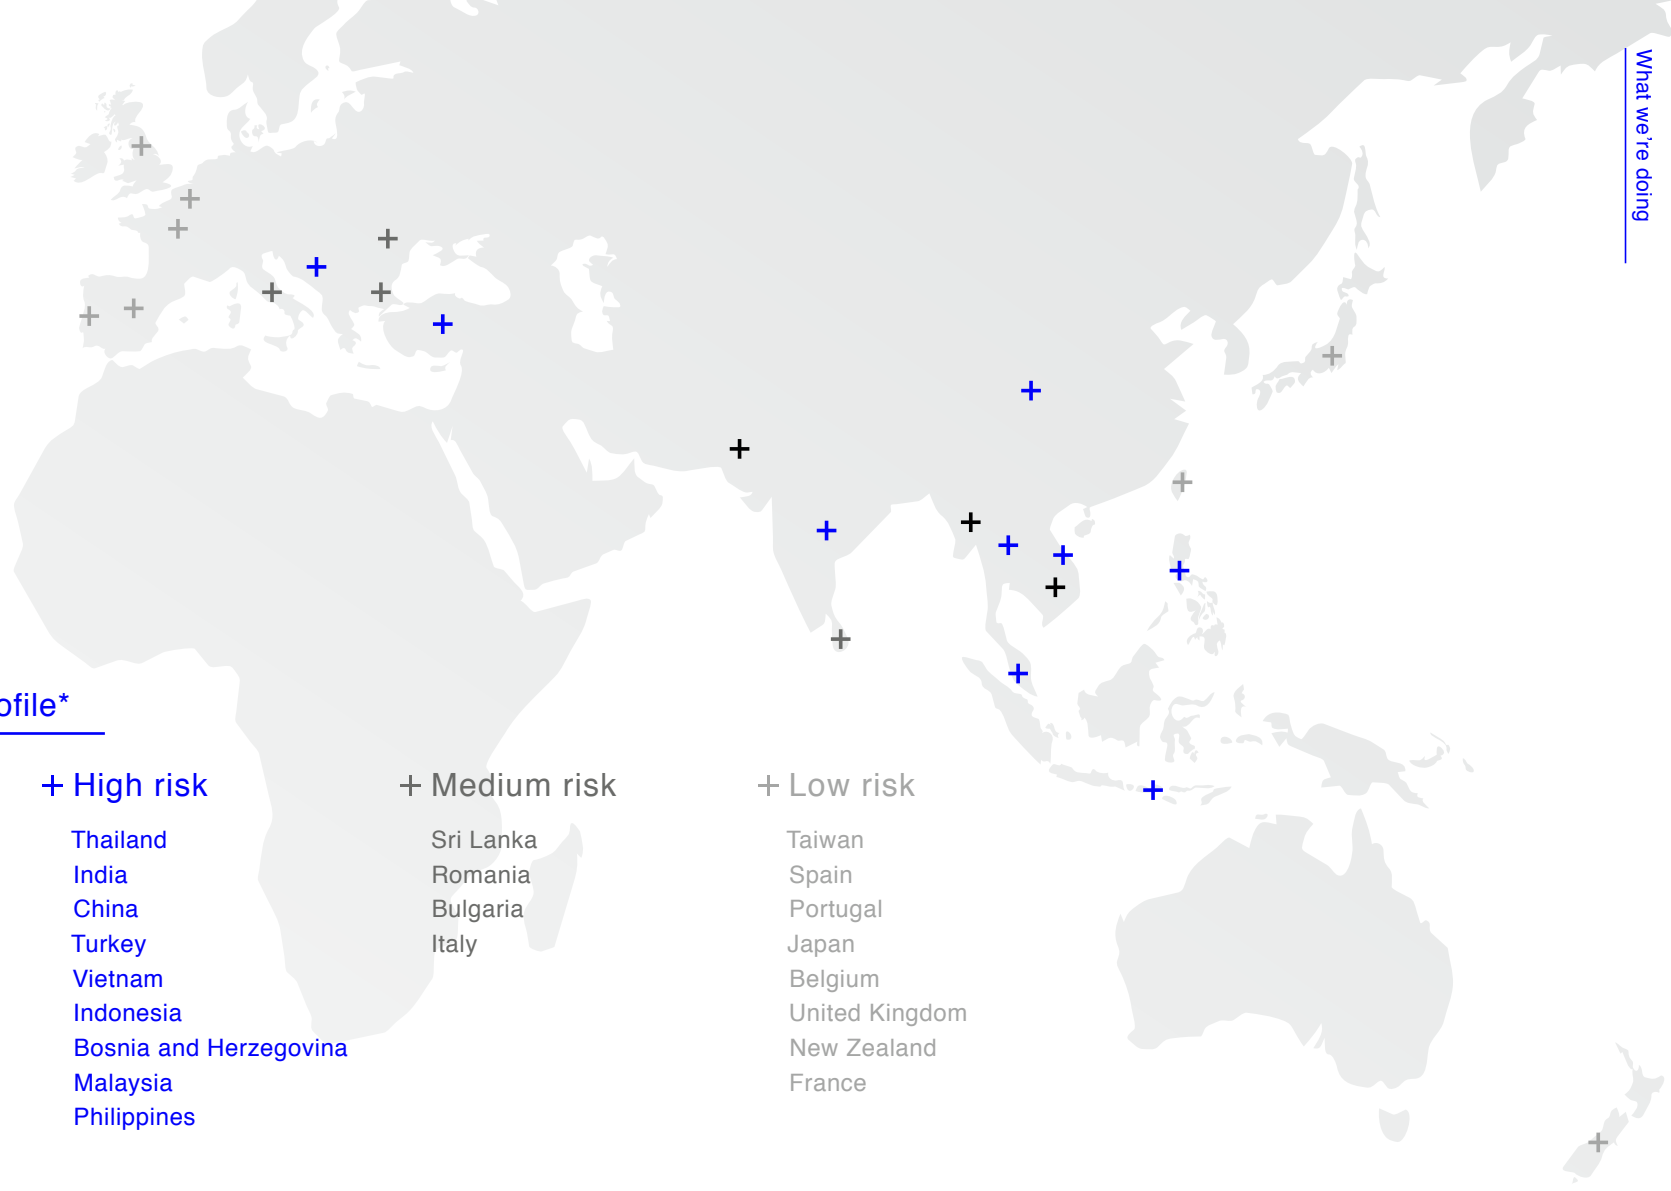 What we're doing
ofile*
+ High risk
Thailand
India
China
Turkey
Vietnam
Indonesia
Bosnia and Herzegovina
Malaysia
Philippines
+ Medium risk
Sri Lanka
Romania
Bulgaria
Italy
+ Low risk
Taiwan
Spain
Portugal
Japan
Belgium
United Kingdom
New Zealand
France